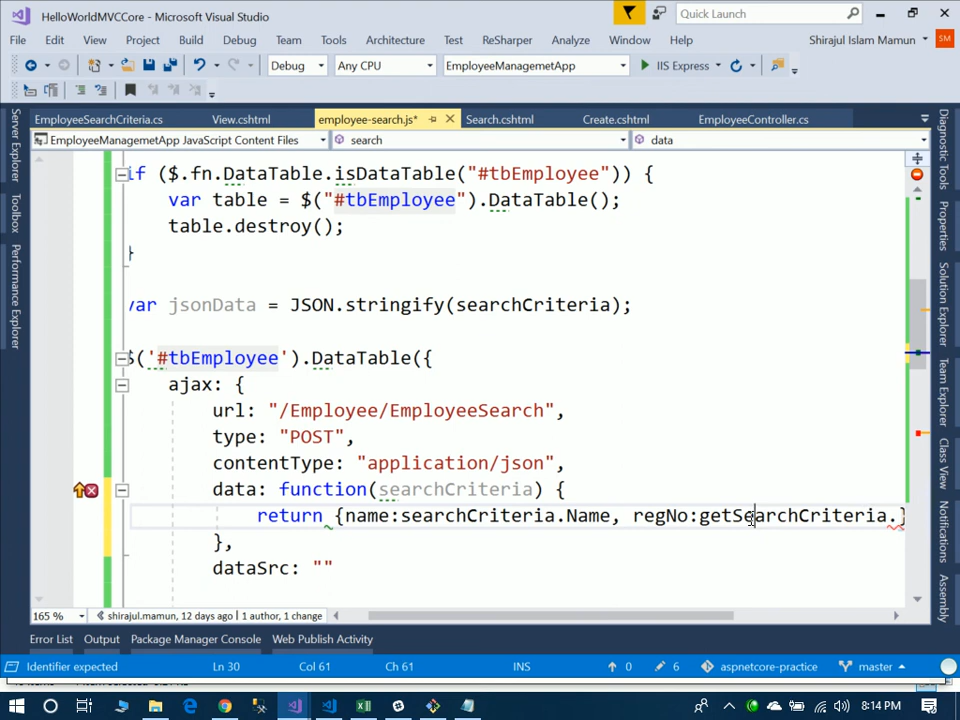 HelloWorldMVCCore - Microsoft Visual Studio
Quick Launch
File Edit View Project Build Debug Team Tools Architecture Test ReSharper Analyze Window Help Shirajul Islam Mamun SM
Debug Any CPU EmployeeManagemetApp IIS Express
EmployeeSearchCriteria.cs View.cshtml employee-search.js* Search.cshtml Create.cshtml EmployeeController.cs
EmployeeManagemetApp JavaScript Content Files search data
Server Explorer
Toolbox
Performance Explorer
if ($.fn.DataTable.isDataTable("#tbEmployee")) {
var table = $("#tbEmployee").DataTable();
table.destroy();
}
var jsonData = JSON.stringify(searchCriteria);
$('#tbEmployee').DataTable({
ajax: {
url: "/Employee/EmployeeSearch",
type: "POST",
contentType: "application/json",
data: function(searchCriteria) {
return {name:searchCriteria.Name, regNo:getSearchCriteria.}
},
dataSrc: ""
Diagnostic Tools
Properties
Solution Explorer
Notifications
Team Explorer
Class View
Assembly
165 % shirajul.mamun, 12 days ago | 1 author, 1 change
Error List Output Package Manager Console Web Publish Activity
Identifier expected Ln 30 Col 61 Ch 61 INS 0 6 aspnetcore-practice master
8:14 PM